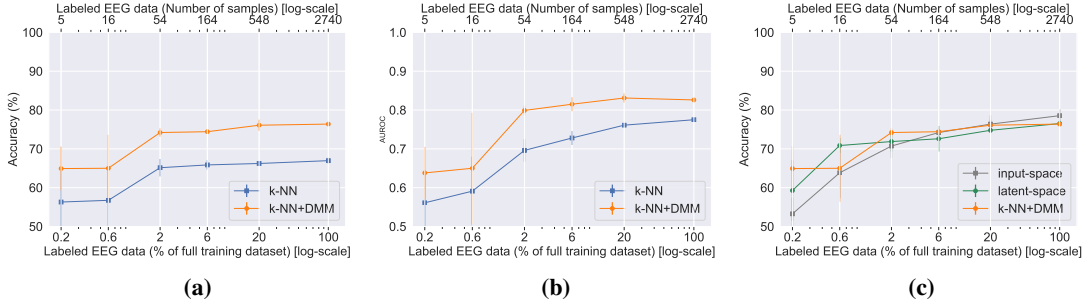 Labeled EEG data (Number of samples) [log-scale]
5 16 54 164 548 2740
100
90
80
70
60
50
Accuracy (%)
k-NN
k-NN+DMM
0.2 0.6 2 6 20 100
Labeled EEG data (% of full training dataset) [log-scale]
(a)
Labeled EEG data (Number of samples) [log-scale]
5 16 54 164 548 2740
1.0
0.9
0.8
0.7
0.6
0.5
AUROC
k-NN
k-NN+DMM
0.2 0.6 2 6 20 100
Labeled EEG data (% of full training dataset) [log-scale]
(b)
Labeled EEG data (Number of samples) [log-scale]
5 16 54 164 548 2740
100
90
80
70
60
50
Accuracy (%)
input-space
latent-space
k-NN+DMM
0.2 0.6 2 6 20 100
Labeled EEG data (% of full training dataset) [log-scale]
(c)